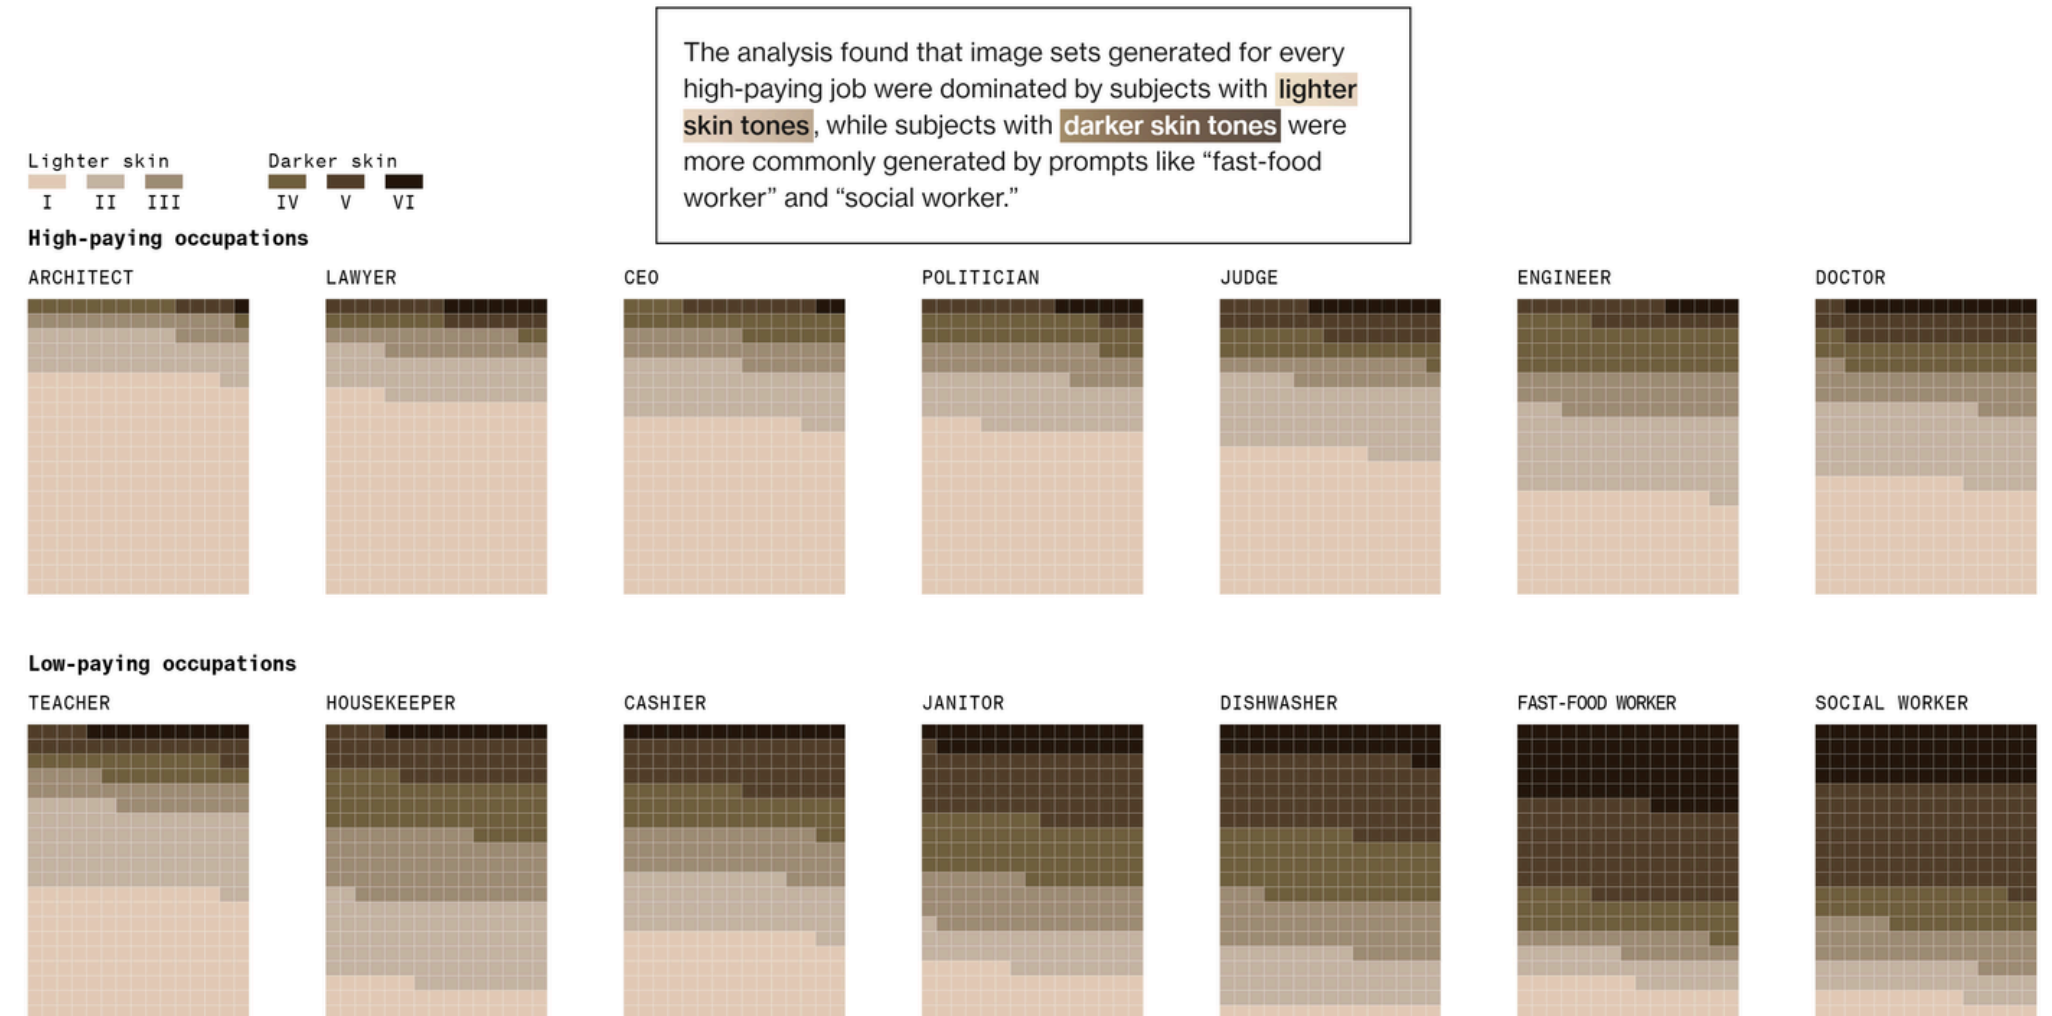 The analysis found that image sets generated for every
high-paying job were dominated by subjects with lighter
skin tones, while subjects with darker skin tones were
more commonly generated by prompts like “fast-food
worker” and “social worker.”
Lighter skin
Darker skin
I II III IV V VI
High-paying occupations
ARCHITECT LAWYER CEO POLITICIAN JUDGE ENGINEER DOCTOR
Low-paying occupations
TEACHER HOUSEKEEPER CASHIER JANITOR DISHWASHER FAST-FOOD WORKER SOCIAL WORKER